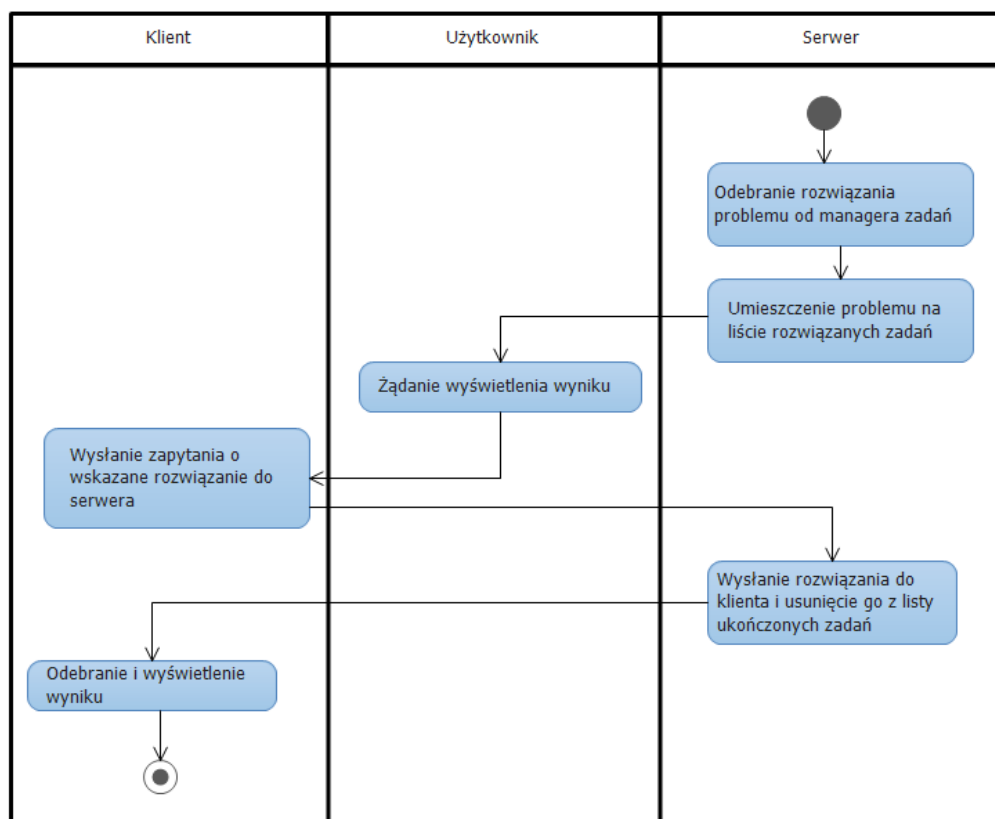 Klient
Użytkownik
Serwer
Odebranie rozwiązania
problemu od managera zadań
Umieszczenie problemu na
liście rozwiązanych zadań
Żądanie wyświetlenia wyniku
Wysłanie zapytania o
wskazane rozwiązanie do
serwera
Wysłanie rozwiązania do
klienta i usunięcie go z listy
ukończonych zadań
Odebranie i wyświetlenie
wyniku